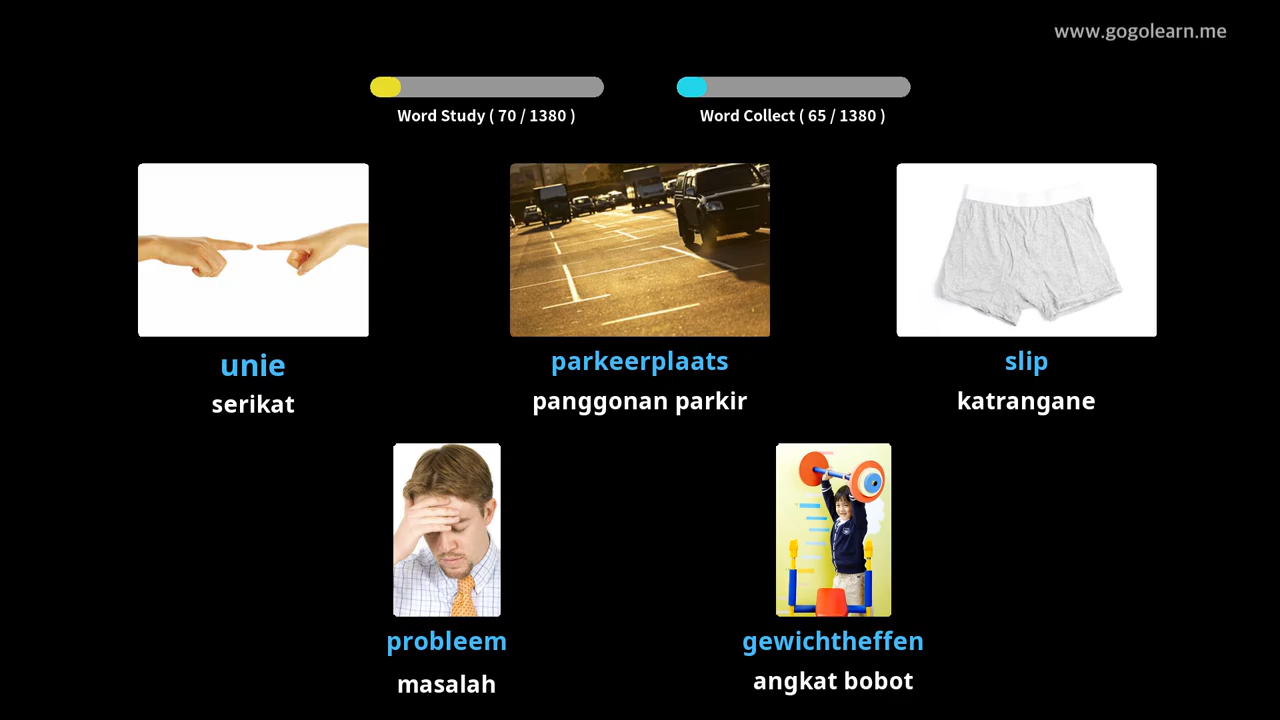 www.gogolearn.me
Word Study ( 70 / 1380 )
Word Collect ( 65 / 1380 )
unie
serikat
parkeerplaats
panggonan parkir
slip
katrangane
probleem
masalah
gewichtheffen
angkat bobot